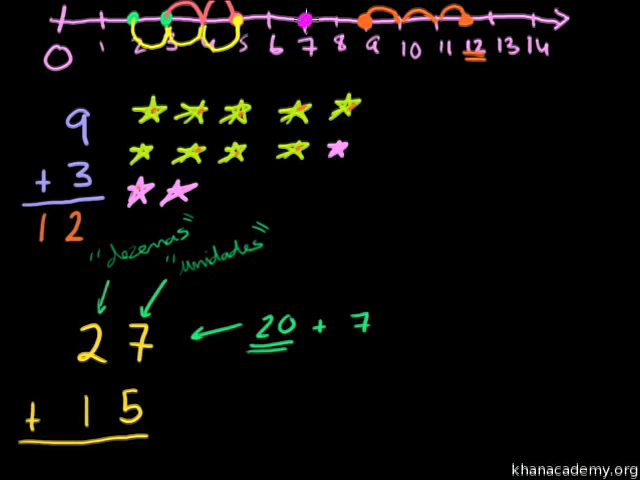 0 1 2 3 4 5 6 7 8 9 10 11 12 13 14
9
+ 3
12
"dezenas"
"unidades"
27 20 + 7
+ 15
khanacademy.org